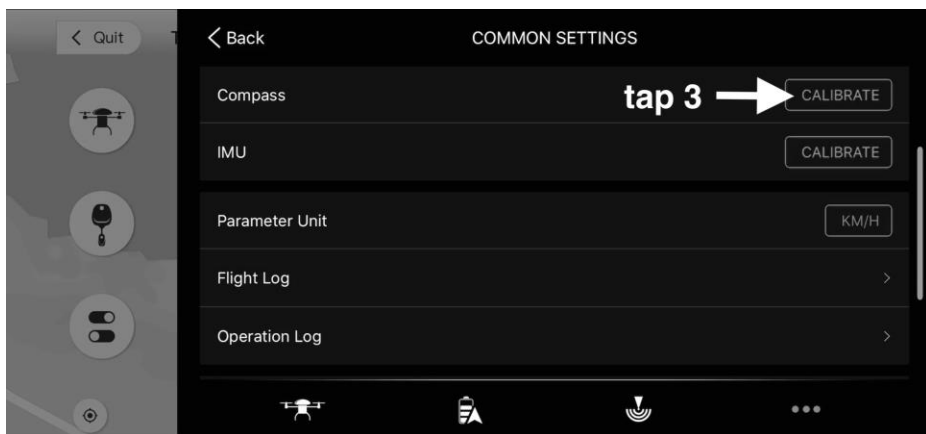 Quit
T
Back
COMMON SETTINGS
Compass
tap 3
CALIBRATE
IMU
CALIBRATE
Parameter Unit
KM/H
Flight Log
Operation Log